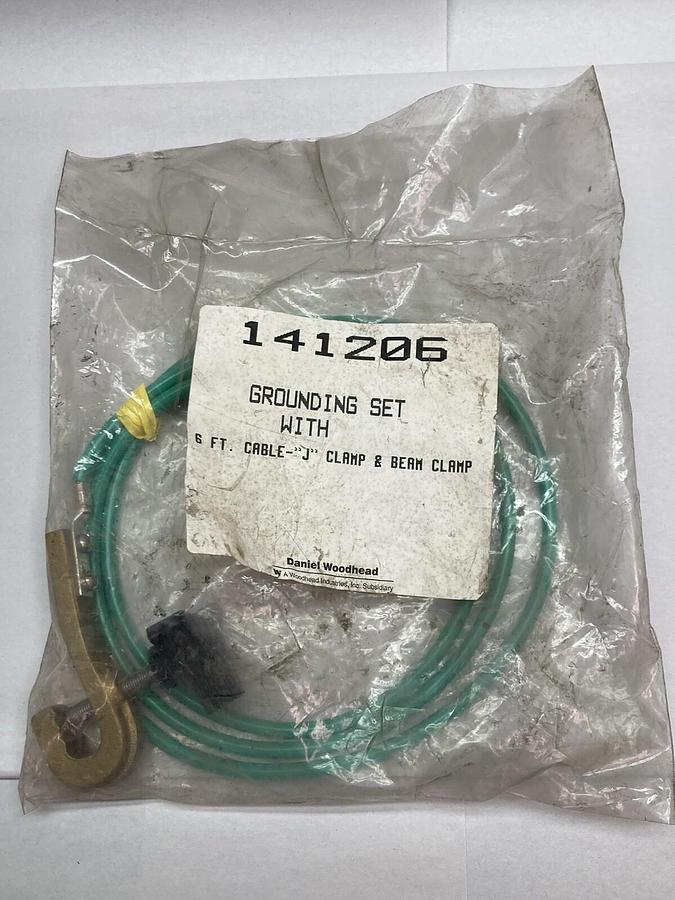 141206
GROUNDING SET
WITH
6 FT. CABLE-"J" CLAMP & BEAM CLAMP
Daniel Woodhead
W A Woodhead Industries, Inc. Subsidiary